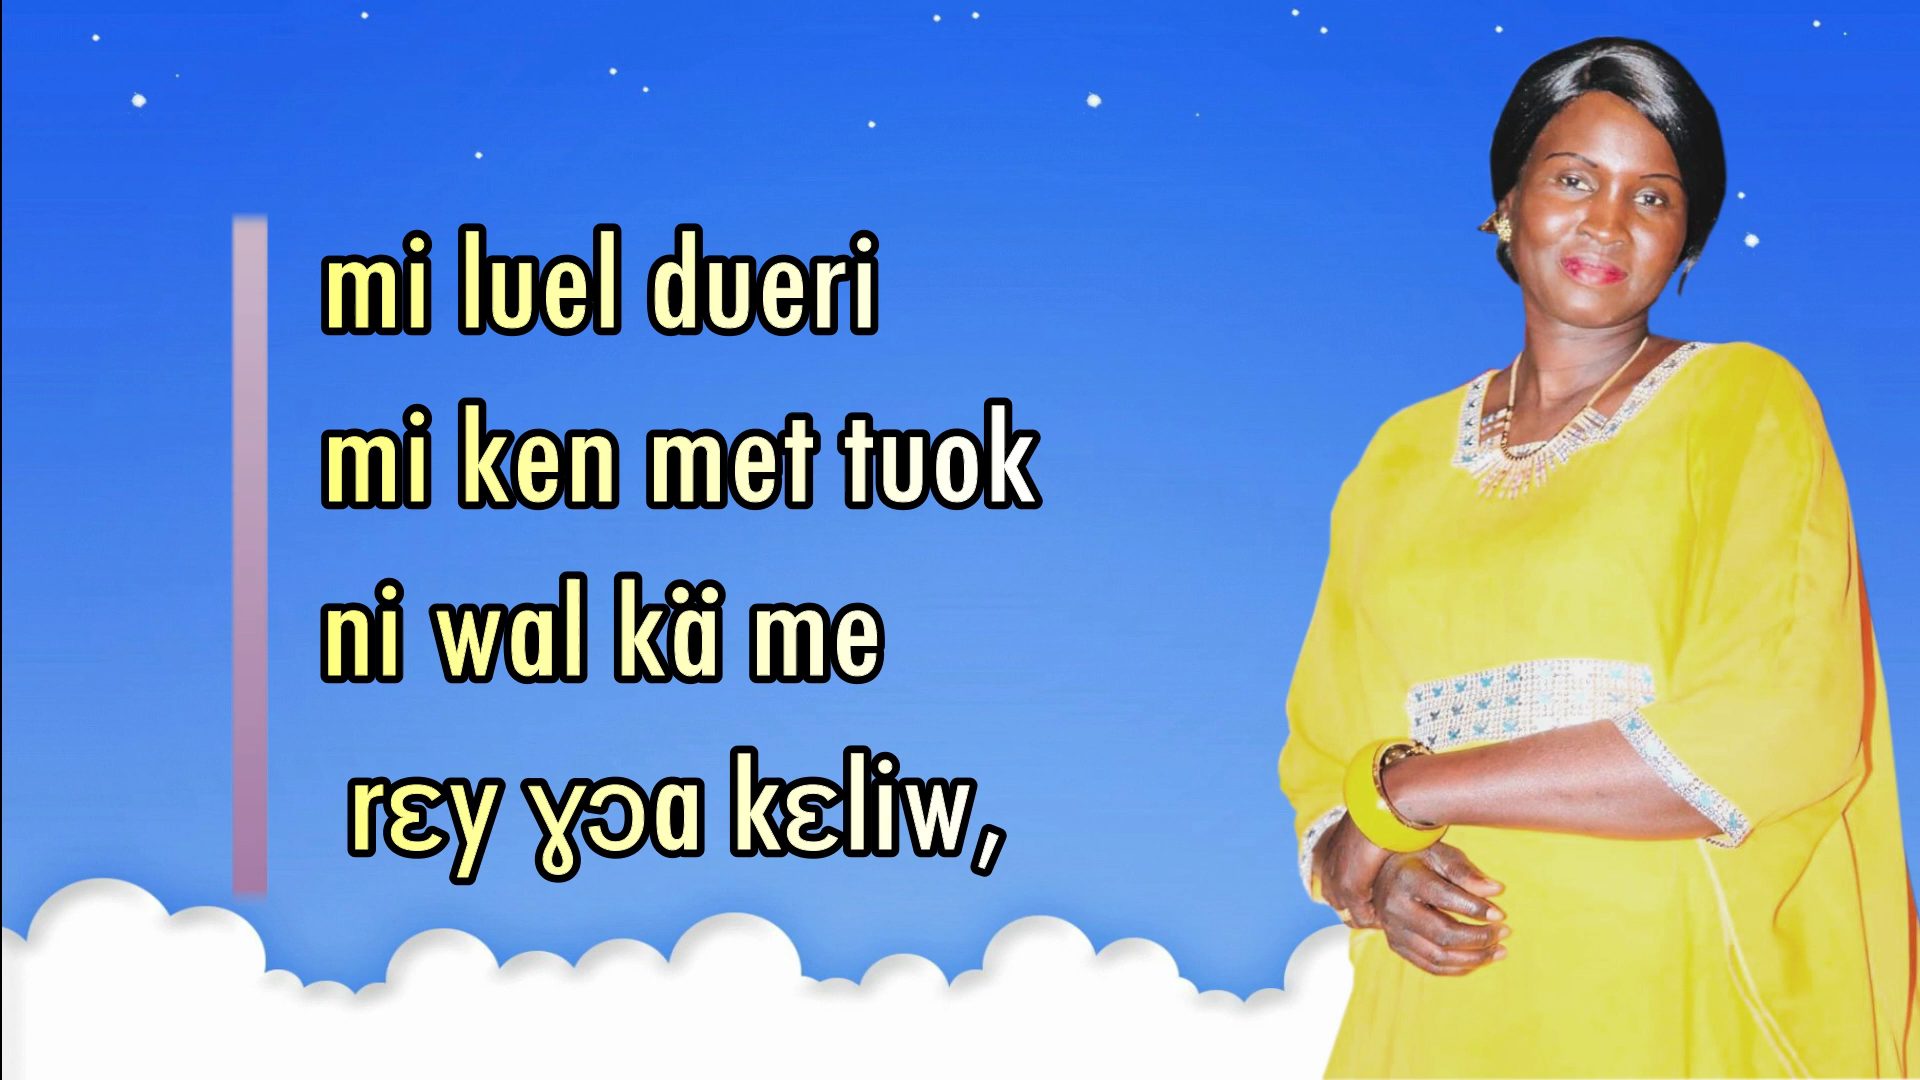 mi luel dueri
mi ken met tuok
ni wal kä me
rɛy ɣɔa kɛliw,